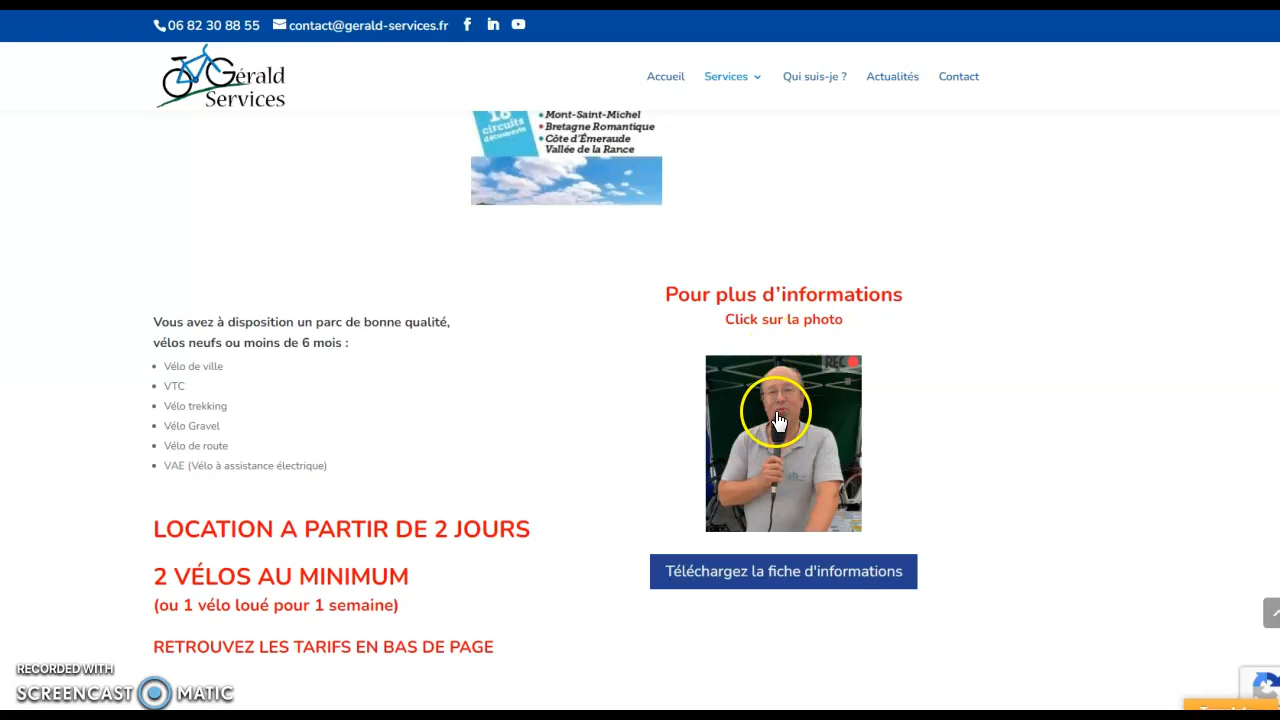 06 82 30 88 55
contact@gerald-services.fr
Gérald
Services
Accueil
Services
Qui suis-je ?
Actualités
Contact
circuits
découverte
• Mont-Saint-Michel
• Bretagne Romantique
• Côte d'Émeraude
Vallée de la Rance
Vous avez à disposition un parc de bonne qualité,
vélos neufs ou moins de 6 mois :
• Vélo de ville
• VTC
• Vélo trekking
• Vélo Gravel
• Vélo de route
• VAE (Vélo à assistance électrique)
LOCATION A PARTIR DE 2 JOURS
2 VÉLOS AU MINIMUM
(ou 1 vélo loué pour 1 semaine)
RETROUVEZ LES TARIFS EN BAS DE PAGE
Pour plus d’informations
Click sur la photo
REC
Téléchargez la fiche d'informations
RECORDED WITH
SCREENCAST MATIC